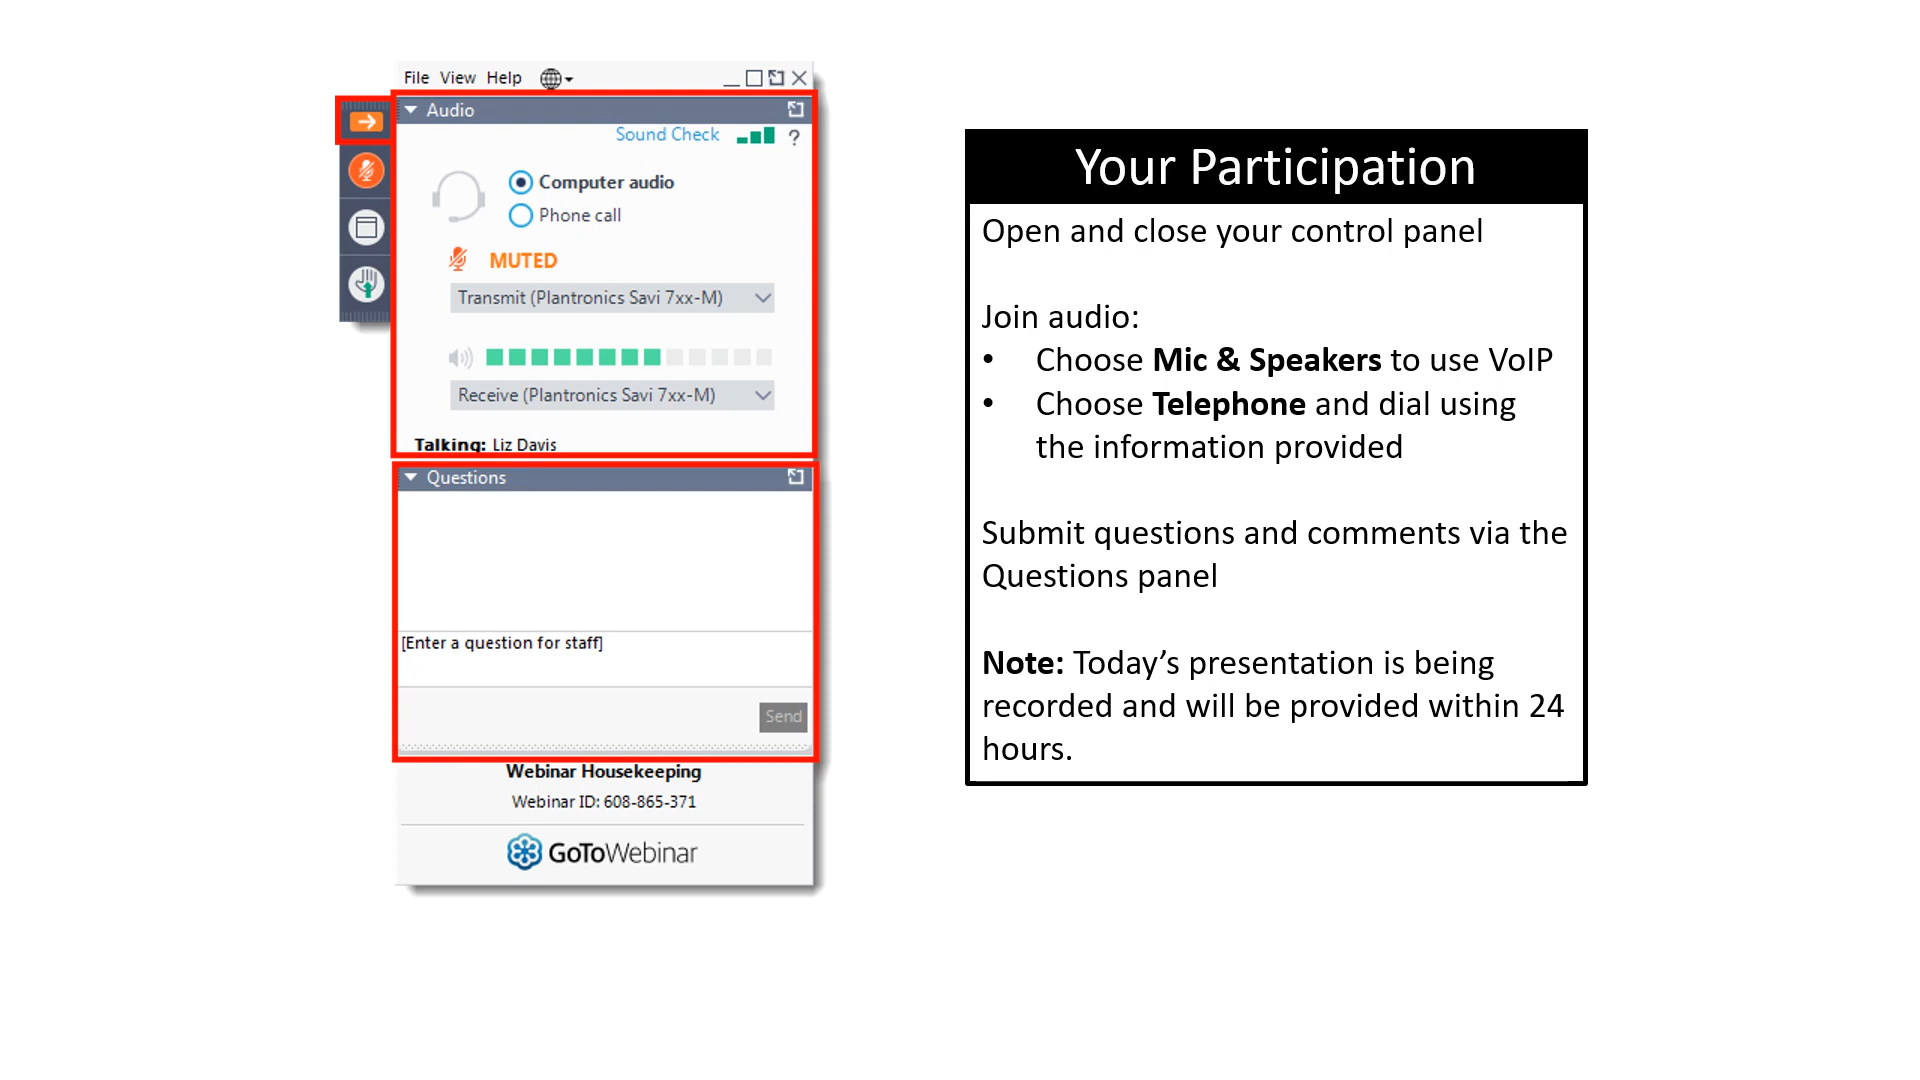 File View Help
Audio
Sound Check ?
Computer audio
Phone call
MUTED
Transmit (Plantronics Savi 7xx-M)
Receive (Plantronics Savi 7xx-M)
Talking: Liz Davis
Questions
[Enter a question for staff]
Send
Webinar Housekeeping
Webinar ID: 608-865-371
GoToWebinar
Your Participation
Open and close your control panel
Join audio:
• Choose Mic & Speakers to use VoIP
• Choose Telephone and dial using
the information provided
Submit questions and comments via the
Questions panel
Note: Today’s presentation is being
recorded and will be provided within 24
hours.